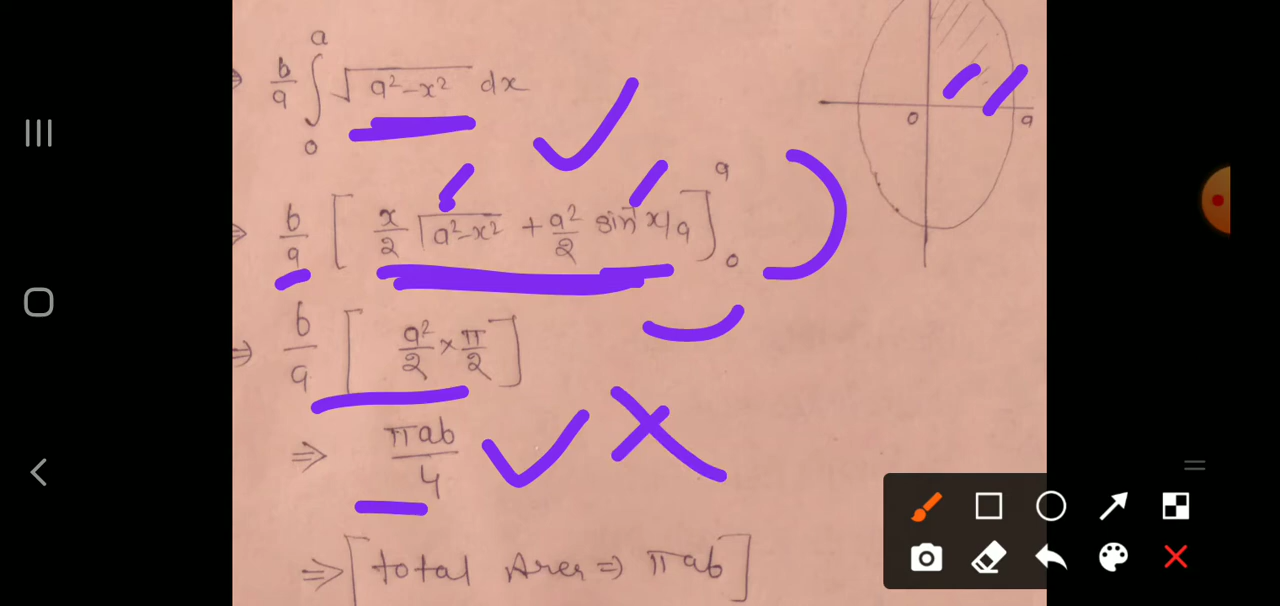 ⇒ b/a ∫₀ᵃ √(a²-x²) dx
⇒ b/a [ x/2 √(a²-x²) + a²/2 sin⁻¹ x/a ]₀ᵃ
⇒ b/a [ a²/2 × π/2 ]
⇒ πab/4
⇒ [total Area ⇒ πab]
o a